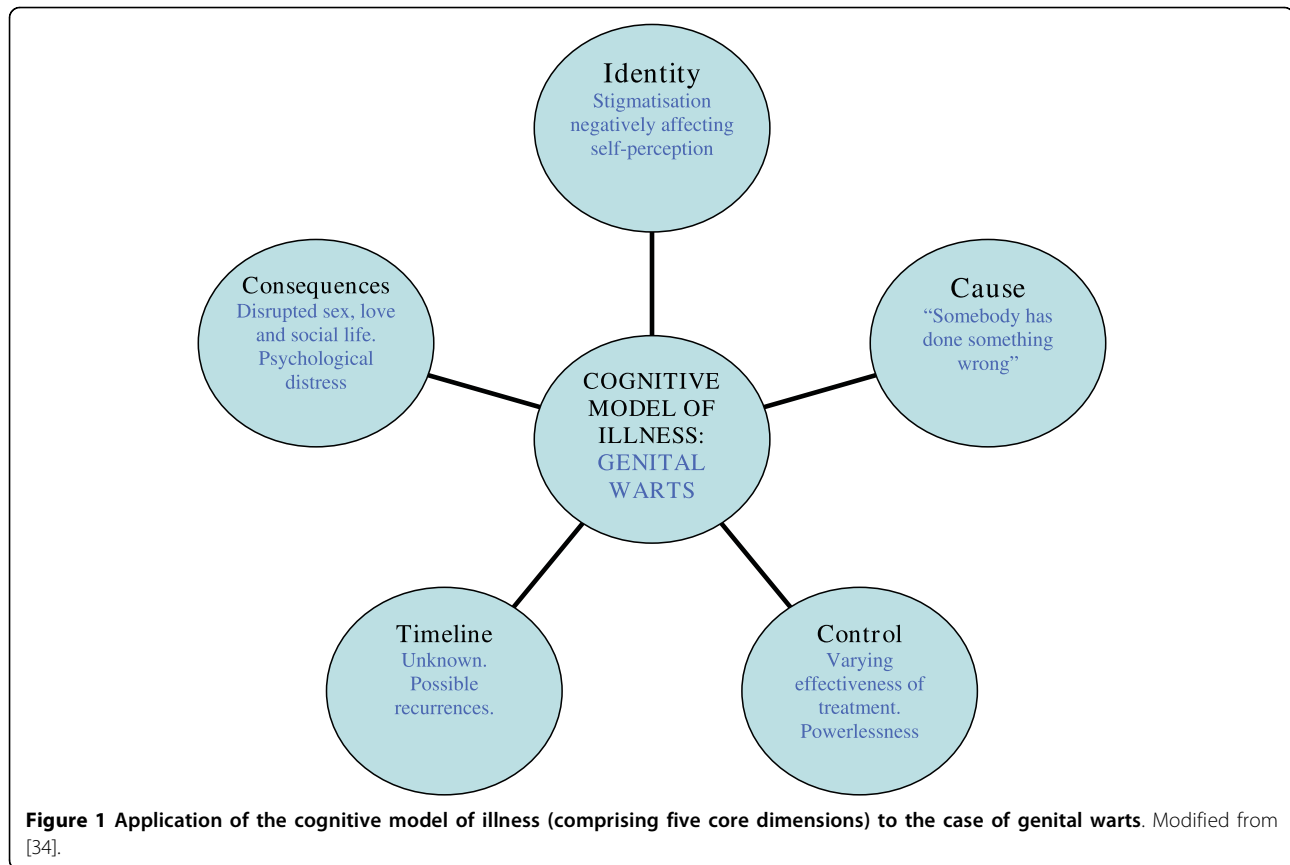 Identity
Stigmatisation
negatively affecting
self-perception
Consequences
Disrupted sex, love
and social life.
Psychological
distress
Cause
“Somebody has
done something
wrong”
COGNITIVE
MODEL OF
ILLNESS:
GENITAL
WARTS
Timeline
Unknown.
Possible
recurrences.
Control
Varying
effectiveness of
treatment.
Powerlessness
Figure 1 Application of the cognitive model of illness (comprising five core dimensions) to the case of genital warts. Modified from
[34].